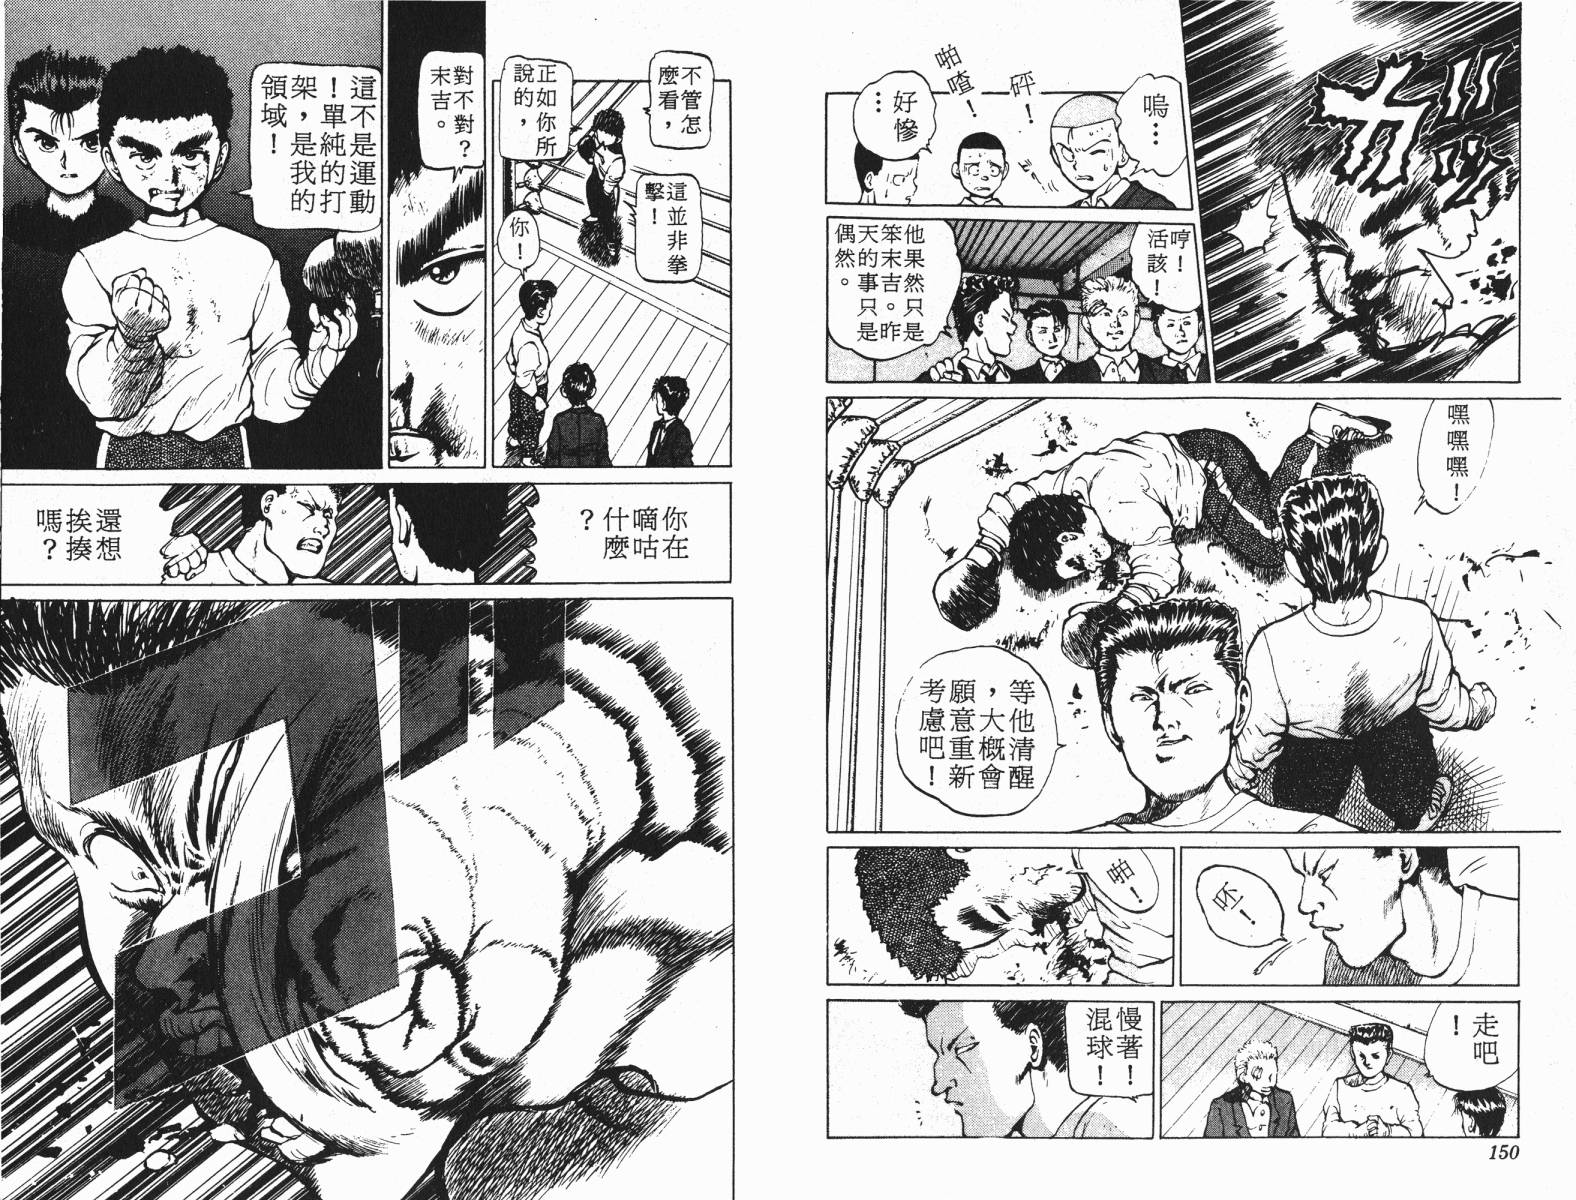 ガ
嗚…
砰！
啪喳！
好慘
…
哼！
活該！
他果然只是
笨末吉。昨
天的事只是
偶然。
嘿嘿嘿！
等他清醒
，大概會
願意重新
考慮吧！
呸！
啪！
走吧
！
慢著！
混球！
150
不管怎
麼看，
正如你所
說的，
這並非拳
擊！
你！
對不對？
末吉。
這不是運動
！單純的打
架，是我的
領域！
你在
嘀咕
什麼
？
還想
挨揍
嗎？